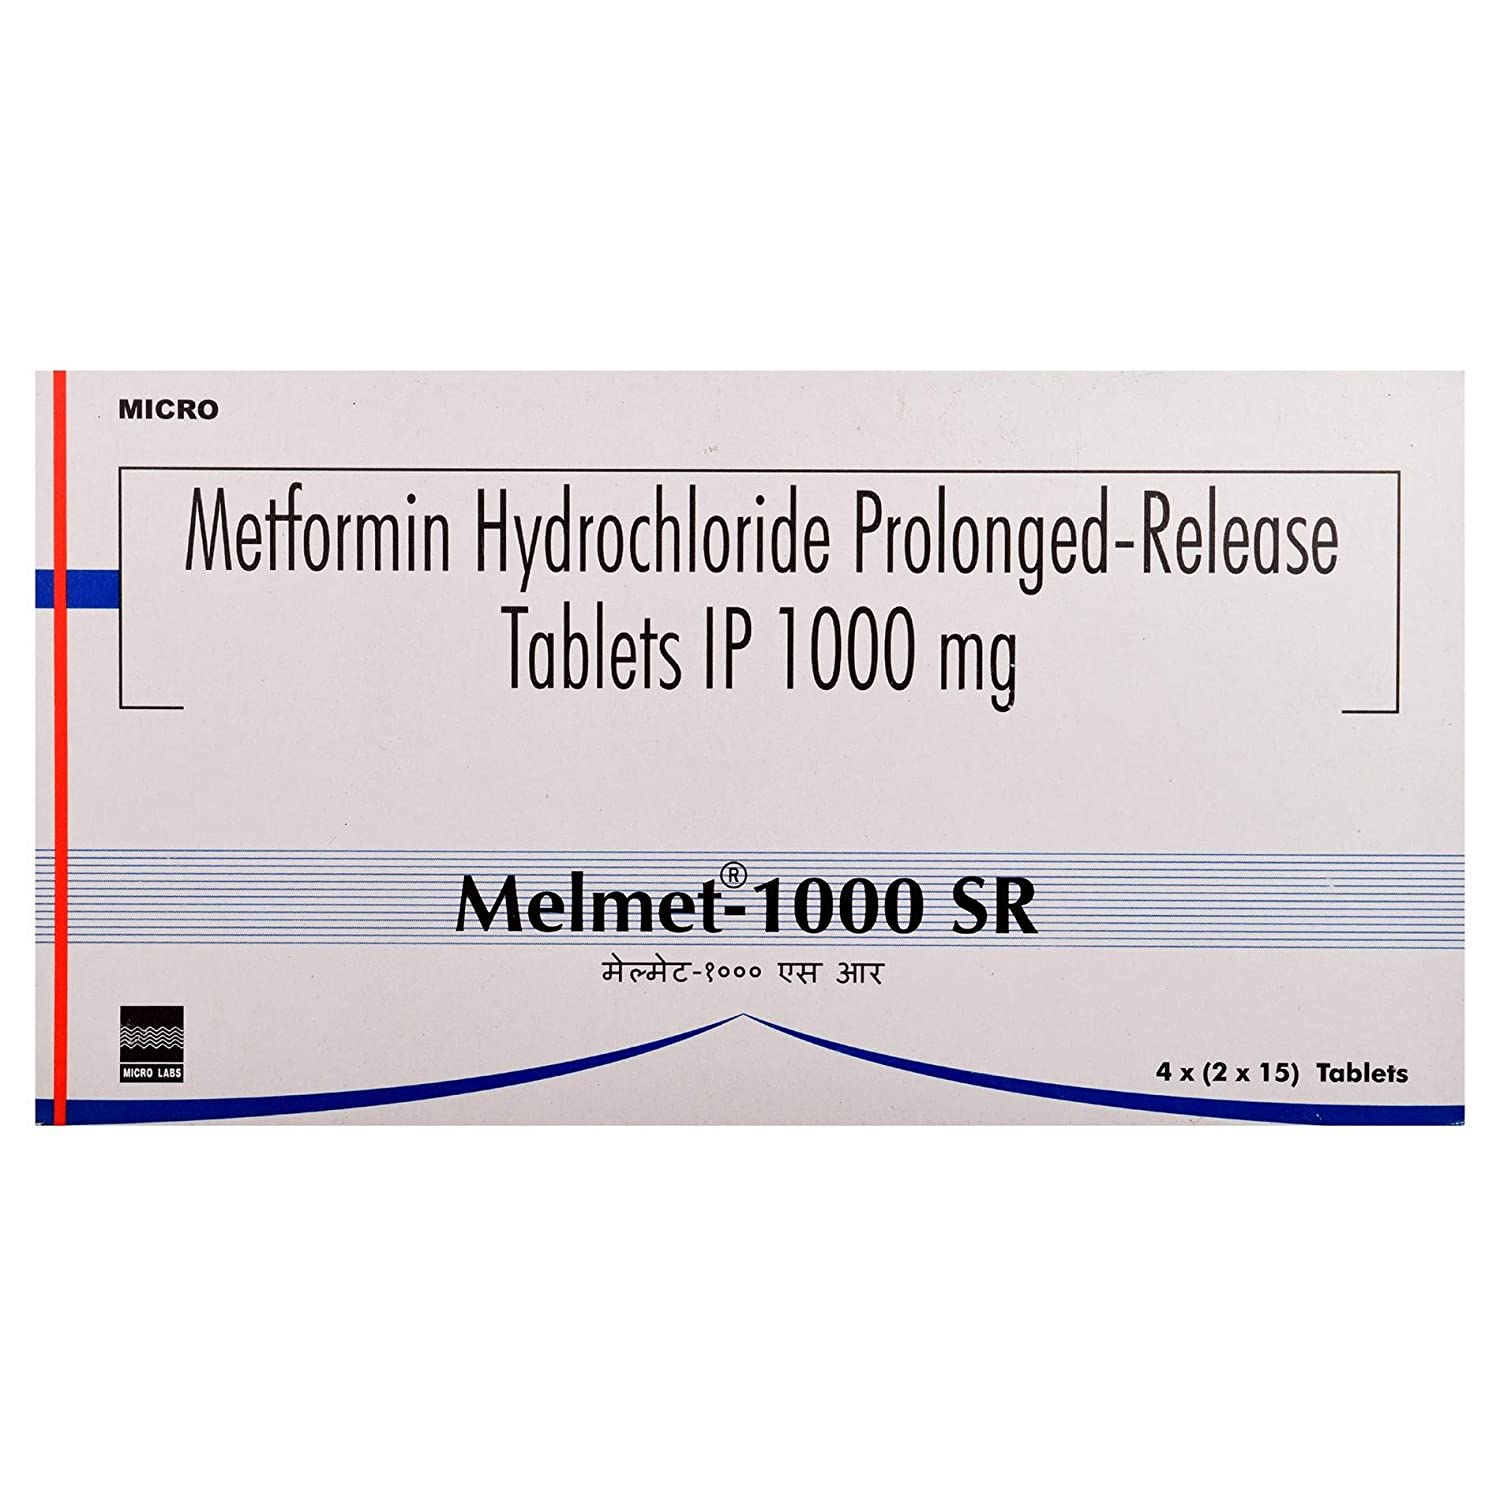 MICRO
Metformin Hydrochloride Prolonged-Release
Tablets IP 1000 mg
Melmet®-1000 SR
मेल्मेट-१००० एस आर
MICRO LABS
4 x (2 x 15) Tablets